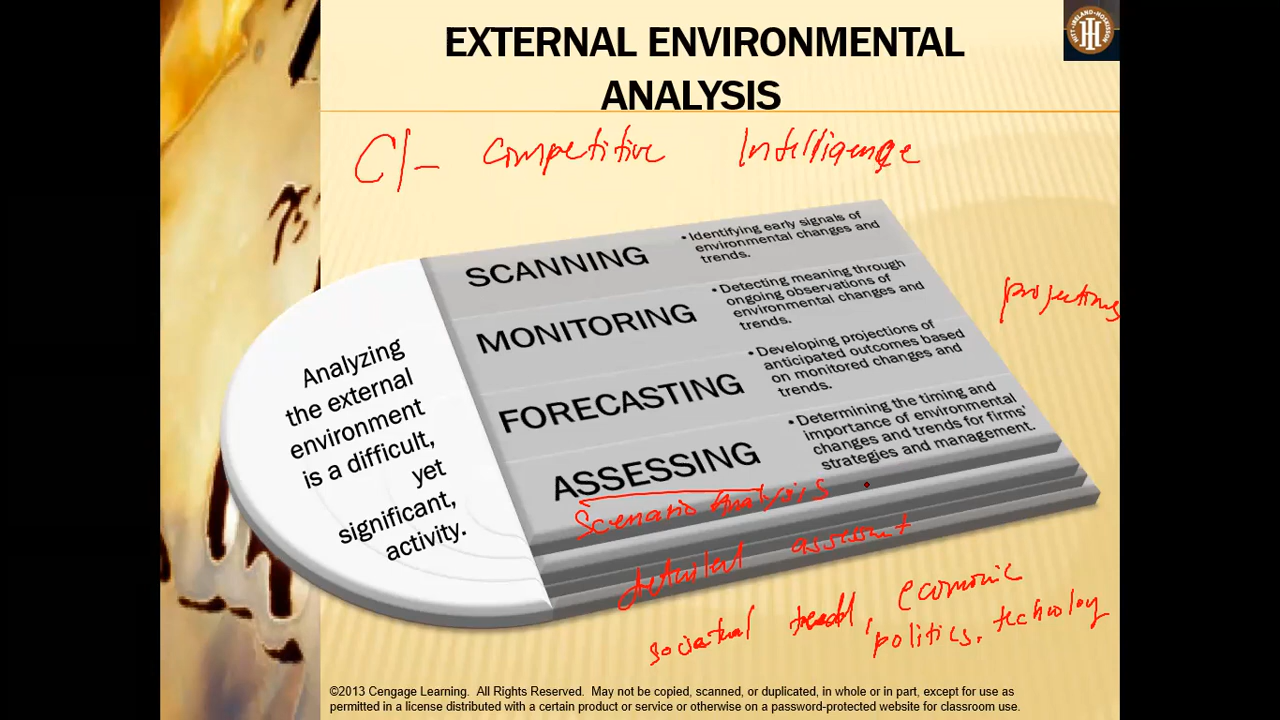 EXTERNAL ENVIRONMENTAL
ANALYSIS
CI- Competitive Intelligence
SCANNING
• Identifying early signals of
environmental changes and
trends.
MONITORING
• Detecting meaning through
ongoing observations of
environmental changes and
trends.
projections
FORECASTING
• Developing projections of
anticipated outcomes based
on monitored changes and
trends.
ASSESSING
• Determining the timing and
importance of environmental
changes and trends for firms'
strategies and management.
Analyzing
the external
environment
is a difficult,
yet
significant,
activity.
Scenario Analysis
detailed assessment
societal trend, economic
politics, technology
©2013 Cengage Learning. All Rights Reserved. May not be copied, scanned, or duplicated, in whole or in part, except for use as
permitted in a license distributed with a certain product or service or otherwise on a password-protected website for classroom use.